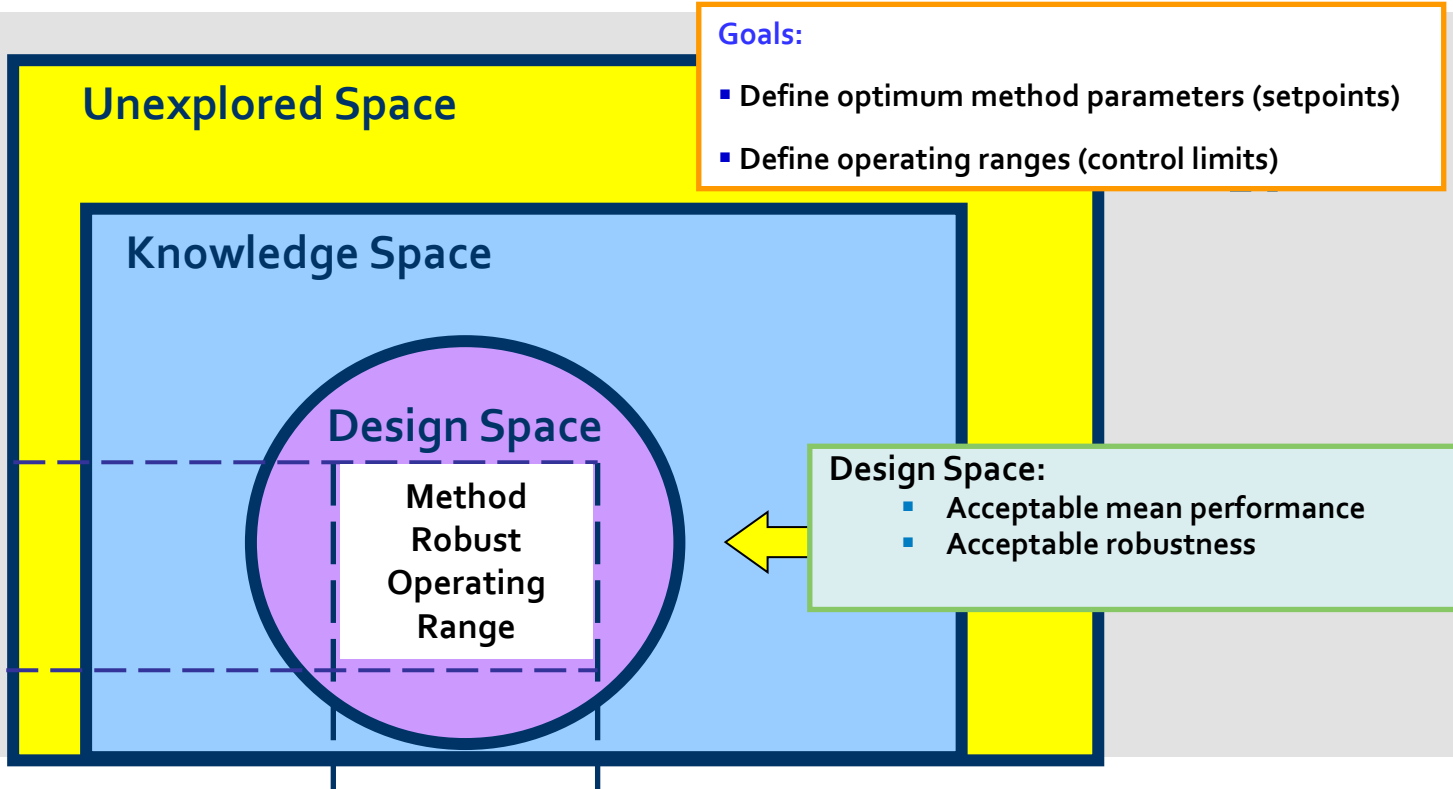 Goals:
▪ Define optimum method parameters (setpoints)
▪ Define operating ranges (control limits)
Unexplored Space
Knowledge Space
Design Space
Method
Robust
Operating
Range
Design Space:
▪ Acceptable mean performance
▪ Acceptable robustness